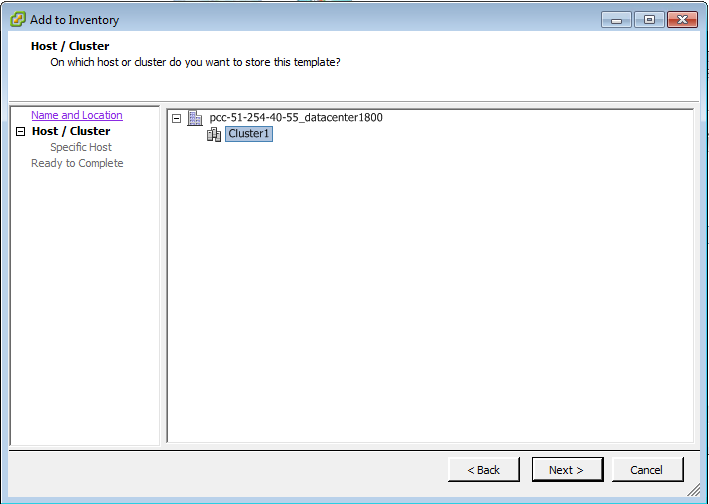 Add to Inventory
Host / Cluster
On which host or cluster do you want to store this template?
Name and Location
Host / Cluster
Specific Host
Ready to Complete
pcc-51-254-40-55_datacenter1800
Cluster1
< Back
Next >
Cancel